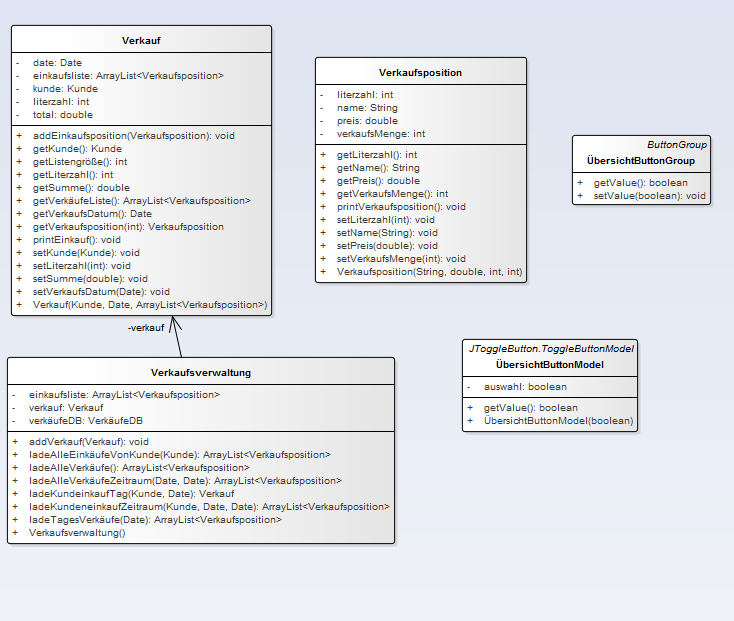 Verkauf
- date: Date
- einkaufsliste: ArrayList<Verkaufsposition>
- kunde: Kunde
- literzahl: int
- total: double
+ addEinkaufsposition(Verkaufsposition): void
+ getKunde(): Kunde
+ getListengröße(): int
+ getLiterzahl(): int
+ getSumme(): double
+ getVerkäufeListe(): ArrayList<Verkaufsposition>
+ getVerkaufsDatum(): Date
+ getVerkaufsposition(int): Verkaufsposition
+ printEinkauf(): void
+ setKunde(Kunde): void
+ setLiterzahl(int): void
+ setSumme(double): void
+ setVerkaufsDatum(Date): void
+ Verkauf(Kunde, Date, ArrayList<Verkaufsposition>)
Verkaufsposition
- literzahl: int
- name: String
- preis: double
- verkaufsMenge: int
+ getLiterzahl(): int
+ getName(): String
+ getPreis(): double
+ getVerkaufsMenge(): int
+ printVerkaufsposition(): void
+ setLiterzahl(int): void
+ setName(String): void
+ setPreis(double): void
+ setVerkaufsMenge(int): void
+ Verkaufsposition(String, double, int, int)
ButtonGroup
ÜbersichtButtonGroup
+ getValue(): boolean
+ setValue(boolean): void
-verkauf
Verkaufsverwaltung
- einkaufsliste: ArrayList<Verkaufsposition>
- verkauf: Verkauf
- verkäufeDB: VerkäufeDB
+ addVerkauf(Verkauf): void
+ ladeAlleEinkäufeVonKunde(Kunde): ArrayList<Verkaufsposition>
+ ladeAlleVerkäufe(): ArrayList<Verkaufsposition>
+ ladeAlleVerkäufeZeitraum(Date, Date): ArrayList<Verkaufsposition>
+ ladeKundeinkaufTag(Kunde, Date): Verkauf
+ ladeKundeneinkaufZeitraum(Kunde, Date, Date): ArrayList<Verkaufsposition>
+ ladeTagesVerkäufe(Date): ArrayList<Verkaufsposition>
+ Verkaufsverwaltung()
JToggleButton.ToggleButtonModel
ÜbersichtButtonModel
- auswahl: boolean
+ getValue(): boolean
+ ÜbersichtButtonModel(boolean)